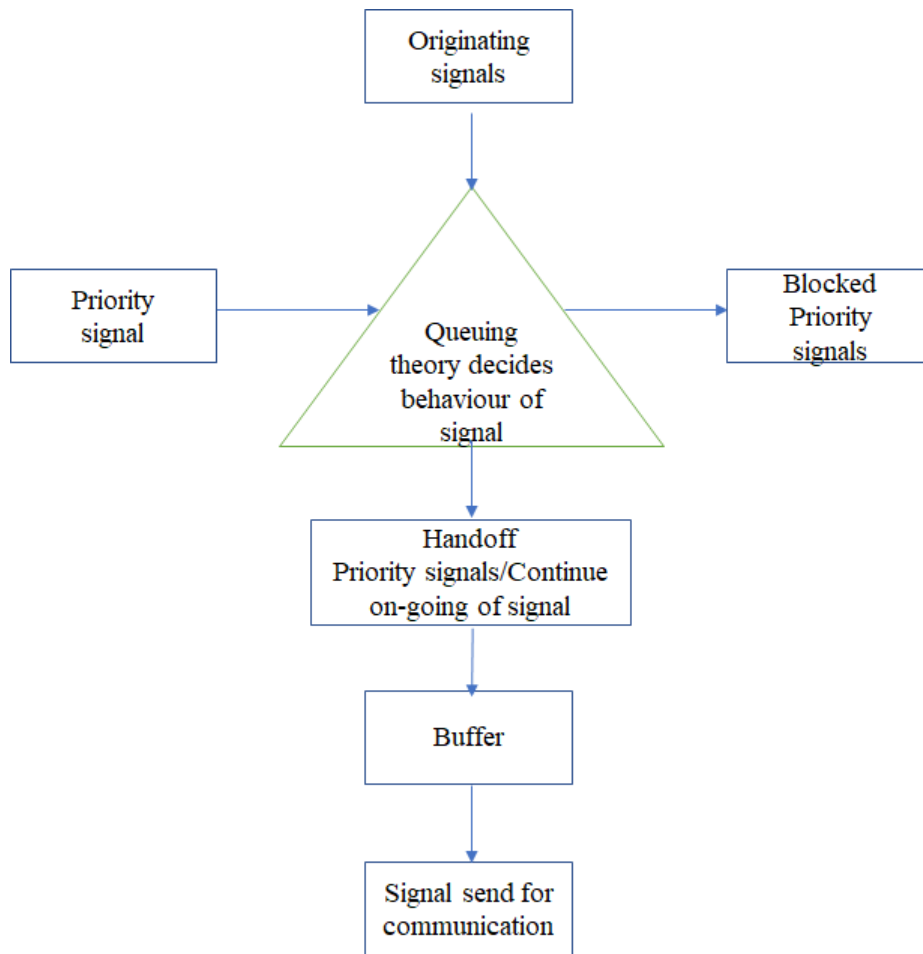 Originating
signals
Priority
signal
Queuing
theory decides
behaviour of
signal
Blocked
Priority
signals
Handoff
Priority signals/Continue
on-going of signal
Buffer
Signal send for
communication